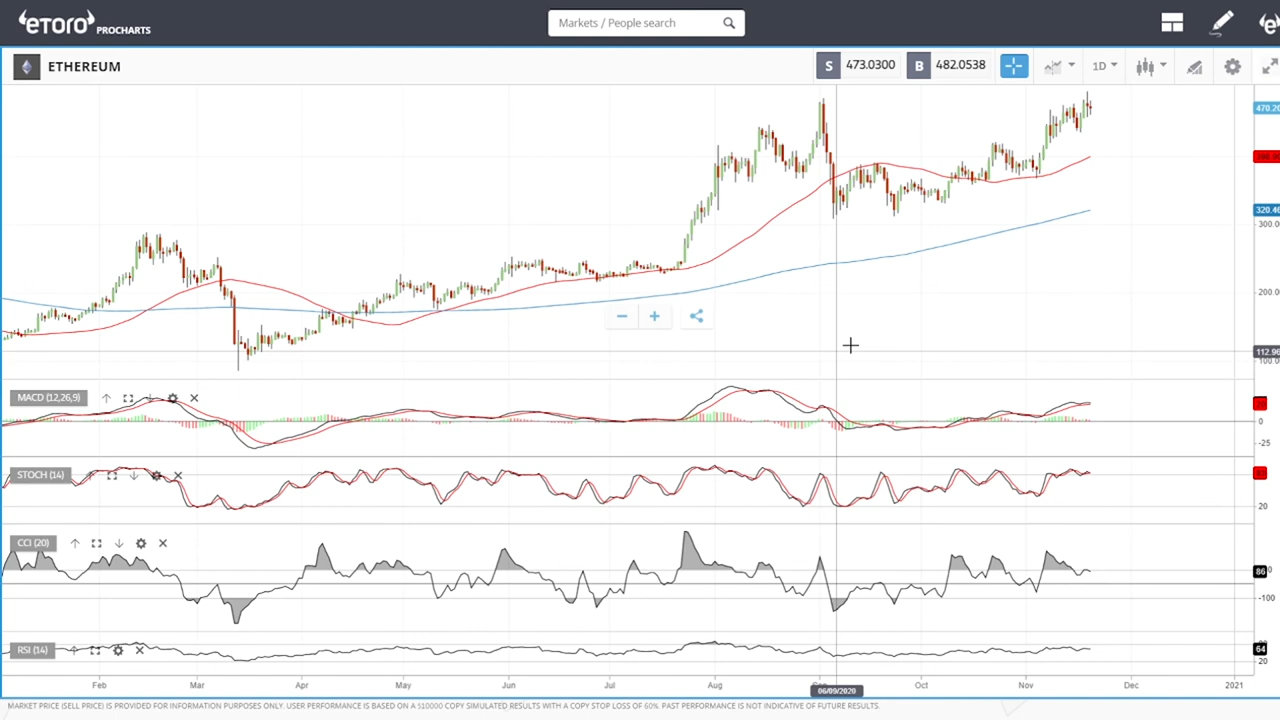 eToro PROCHARTS
Markets / People search
ETHEREUM
S 473.0300 B 482.0538 1D
470.20
300.00
320.46
200.00
112.96
100.00
MACD (12,26,9)
0
-25
STOCH (14)
20
CCI (20)
86
-100
RSI (14)
64
20
Feb Mar Apr May Jun Jul Aug Oct Nov Dec 2021
06/09/2020
MARKET PRICE (SELL PRICE) IS PROVIDED FOR INFORMATION PURPOSES ONLY. USER PERFORMANCE IS BASED ON A $10000 COPY SIMULATED RESULTS WITH A COPY STOP LOSS OF 60%. PAST PERFORMANCE IS NOT INDICATIVE OF FUTURE RESULTS.